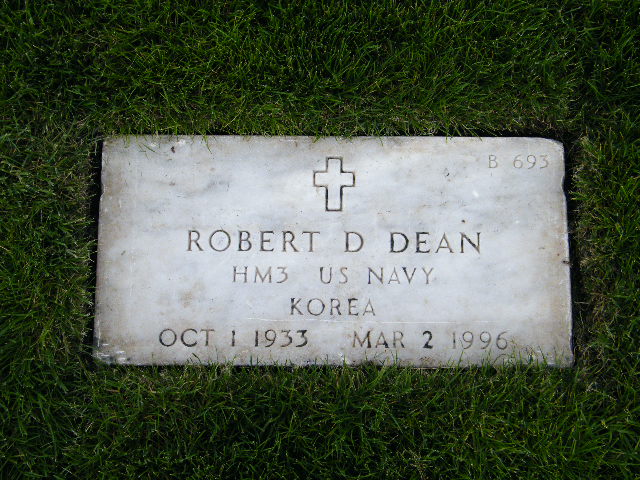 B 693
ROBERT D DEAN
HM3 US NAVY
KOREA
OCT 1 1933 MAR 2 1996